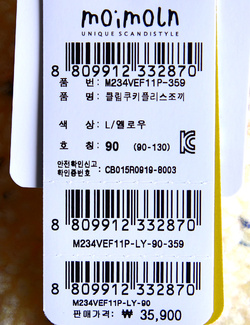 moimoln
UNIQUE SCANDISTYLE
8 809912 332870
품 번: M234VEF11P-359
품 명: 클림쿠키플리스조끼
색 상: L/옐로우
호 칭: 90 (90-130)
안전확인신고
확인증번호: CB015R0919-8003
8 809912 332870
M234VEF11P-LY-90-359
8 809912 332870
M234VEF11P-LY-90
판매가격: ₩ 35,900